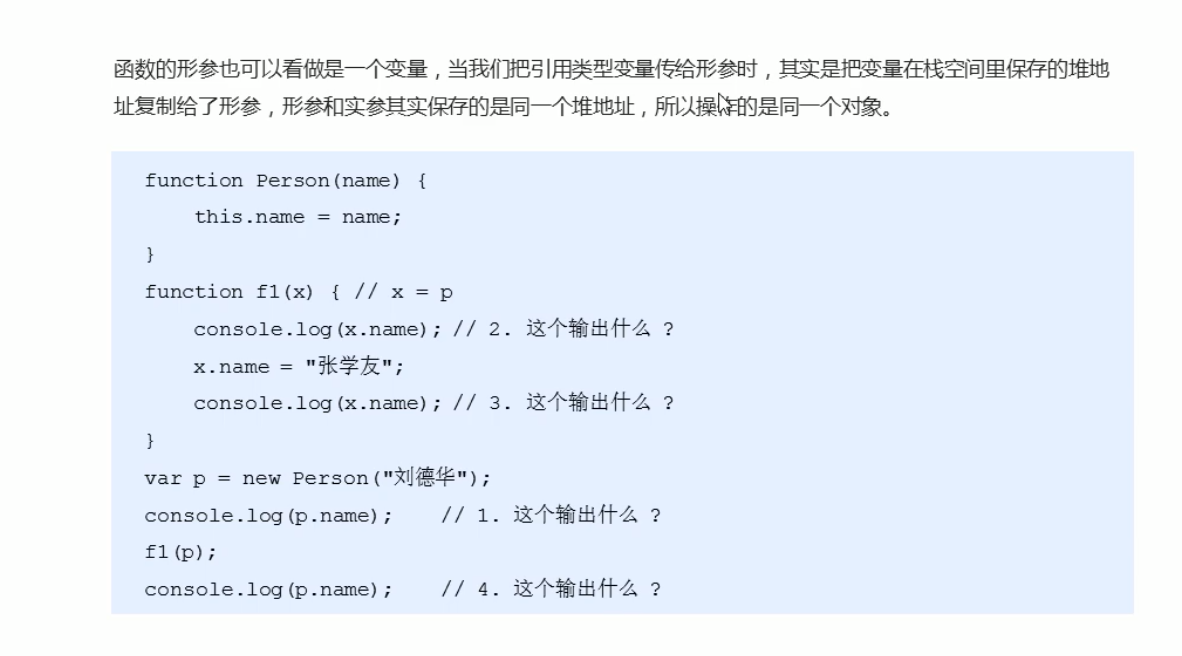 函数的形参也可以看做是一个变量，当我们把引用类型变量传给形参时，其实是把变量在栈空间里保存的堆地
址复制给了形参，形参和实参其实保存的是同一个堆地址，所以操作的是同一个对象。
function Person(name) {
    this.name = name;
}
function f1(x) { // x = p
    console.log(x.name); // 2. 这个输出什么 ?
    x.name = "张学友";
    console.log(x.name); // 3. 这个输出什么 ?
}
var p = new Person("刘德华");
console.log(p.name);    // 1. 这个输出什么 ?
f1(p);
console.log(p.name);    // 4. 这个输出什么 ?